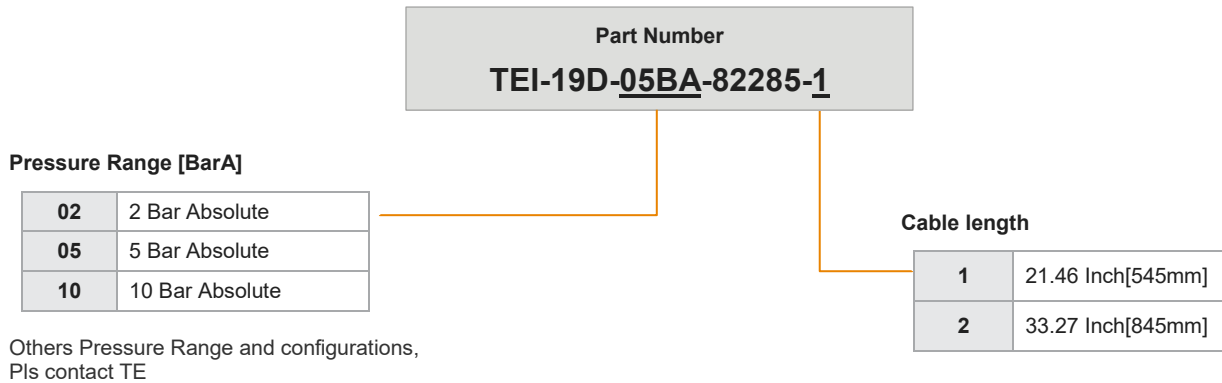 Part Number
TEI-19D-05BA-82285-1
Pressure Range [BarA]
02 2 Bar Absolute
05 5 Bar Absolute
10 10 Bar Absolute
Others Pressure Range and configurations,
Pls contact TE
Cable length
1 21.46 Inch[545mm]
2 33.27 Inch[845mm]